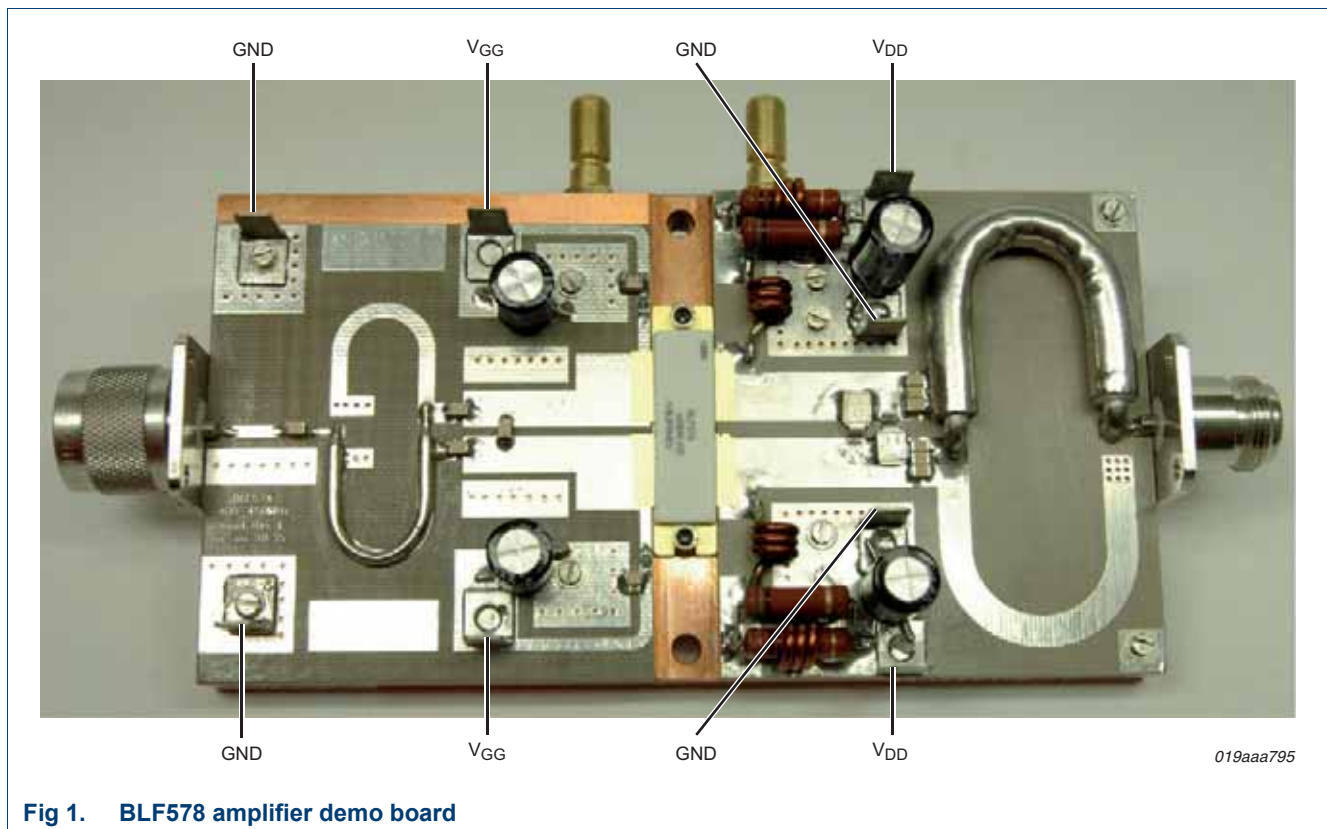 GND VGG GND VDD
GND VGG GND VDD
019aaa795
Fig 1. BLF578 amplifier demo board